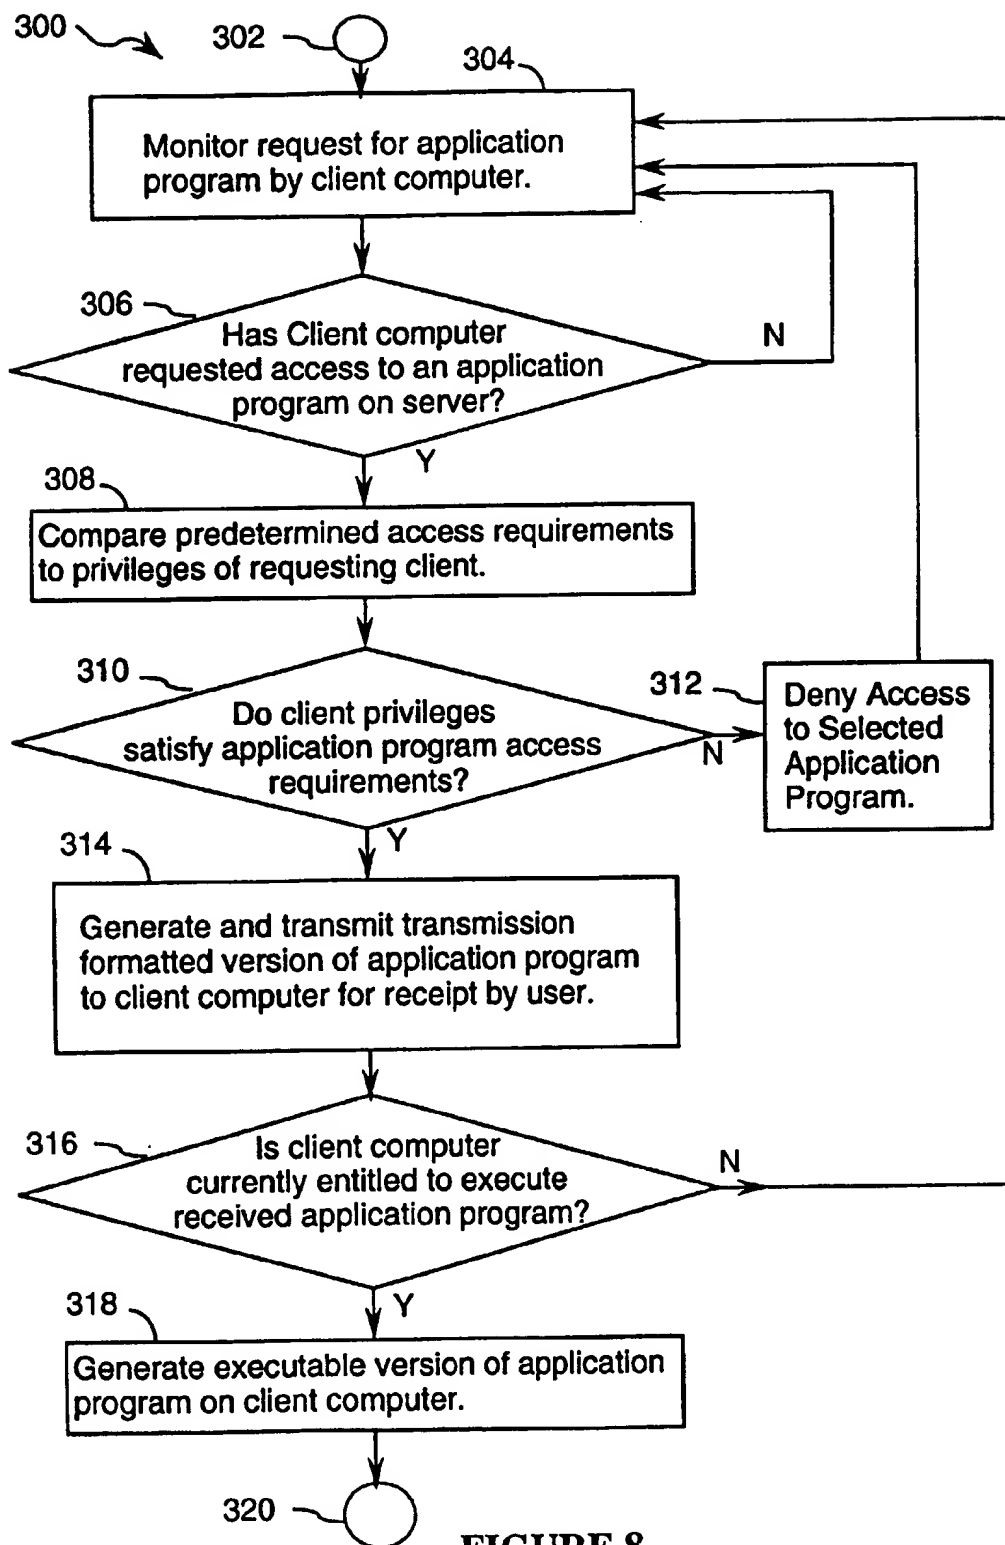 300
302
304
Monitor request for application
program by client computer.
306
Has Client computer
requested access to an application
program on server?
N
Y
308
Compare predetermined access requirements
to privileges of requesting client.
310
Do client privileges
satisfy application program access
requirements?
N
312
Deny Access
to Selected
Application
Program.
Y
314
Generate and transmit transmission
formatted version of application program
to client computer for receipt by user.
316
Is client computer
currently entitled to execute
received application program?
N
Y
318
Generate executable version of application
program on client computer.
320
FIGURE 8